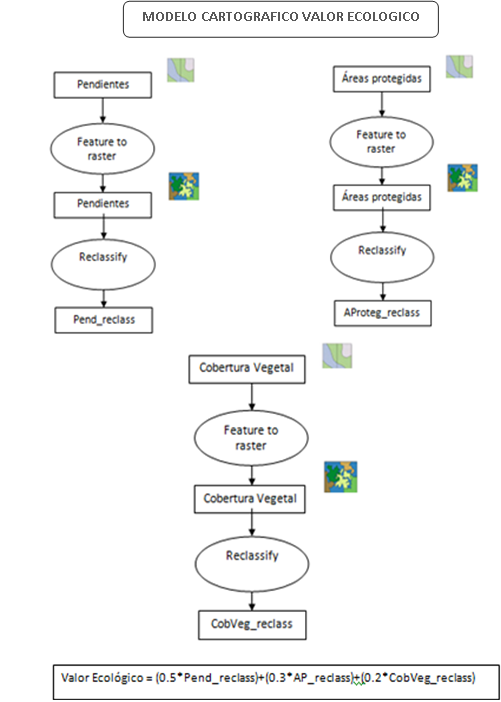 MODELO CARTOGRAFICO VALOR ECOLOGICO
Pendientes
Feature to
raster
Pendientes
Reclassify
Pend_reclass
Áreas protegidas
Feature to
raster
Áreas protegidas
Reclassify
AProteg_reclass
Cobertura Vegetal
Feature to
raster
Cobertura Vegetal
Reclassify
CobVeg_reclass
Valor Ecológico = (0.5*Pend_reclass)+(0.3*AP_reclass)+(0.2*CobVeg_reclass)